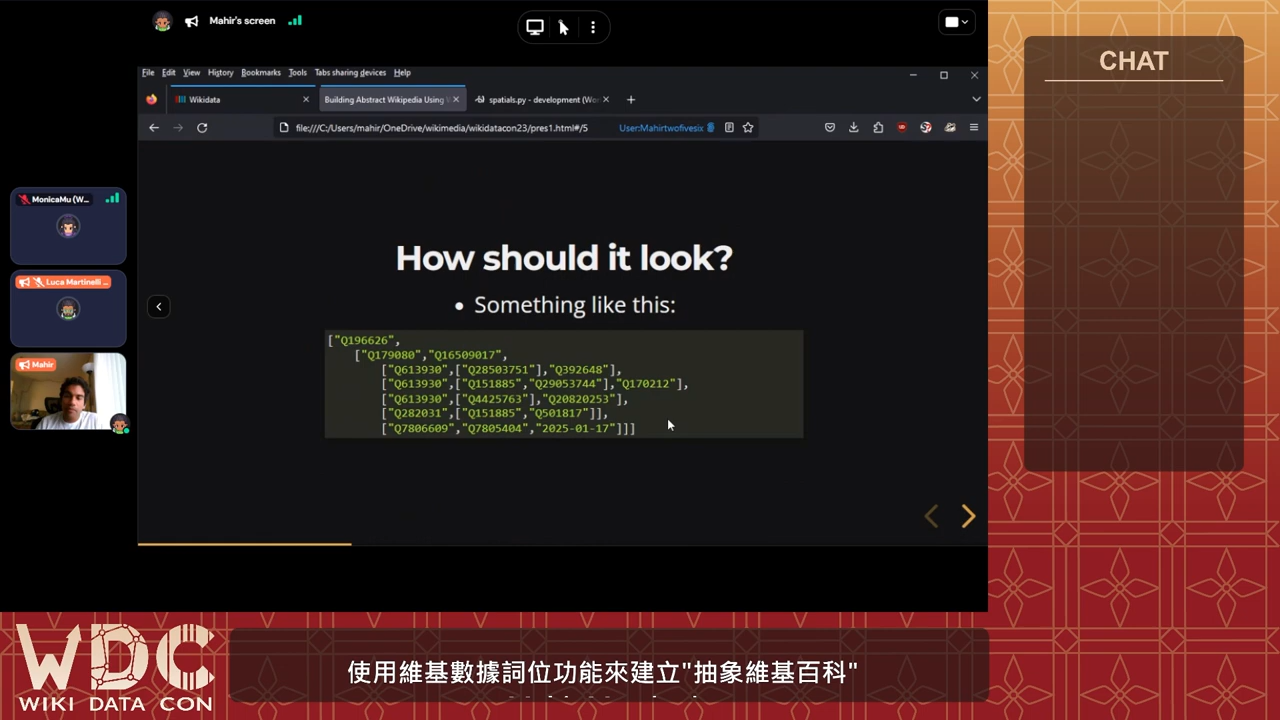 Mahir's screen
CHAT
File Edit View History Bookmarks Tools Tabs sharing devices Help
Wikidata
Building Abstract Wikipedia Using
spatials.py - development (Wor
file:///C:/Users/mahir/OneDrive/wikimedia/wikidatacon23/pres1.html#/5
User:Mahirtwofivesix
MonicaMu (W...
Luca Martinelli ...
Mahir
How should it look?
• Something like this:
["Q196626",
["Q179080","Q16509017",
["Q613930",["Q28503751"],"Q392648"],
["Q613930",["Q151885","Q29053744"],"Q170212"],
["Q613930",["Q4425763"],"Q20820253"],
["Q282031",["Q151885","Q501817"]],
["Q7806609","Q7805404","2025-01-17"]]]
WDC
WIKI DATA CON
使用維基數據詞位功能來建立"抽象維基百科"